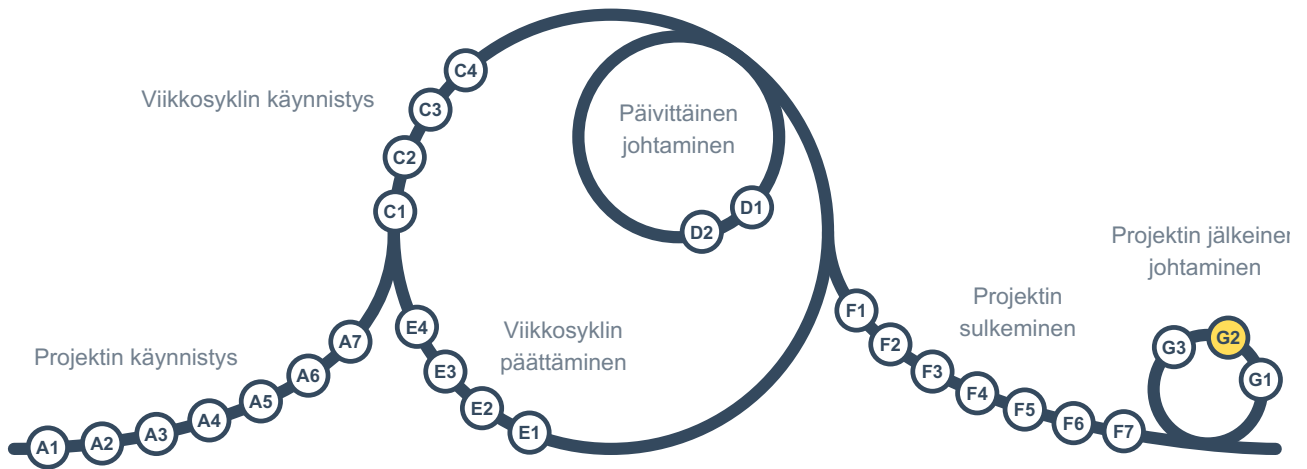 C4
Viikkosyklin käynnistys
C3
C2
C1
Päivittäinen
johtaminen
D1
D2
Projektin jälkeinen
johtaminen
Projektin
sulkeminen
Viikkosyklin
päättäminen
Projektin käynnistys
A1
A2
A3
A4
A5
A6
A7
E4
E3
E2
E1
F1
F2
F3
F4
F5
F6
F7
G3
G2
G1